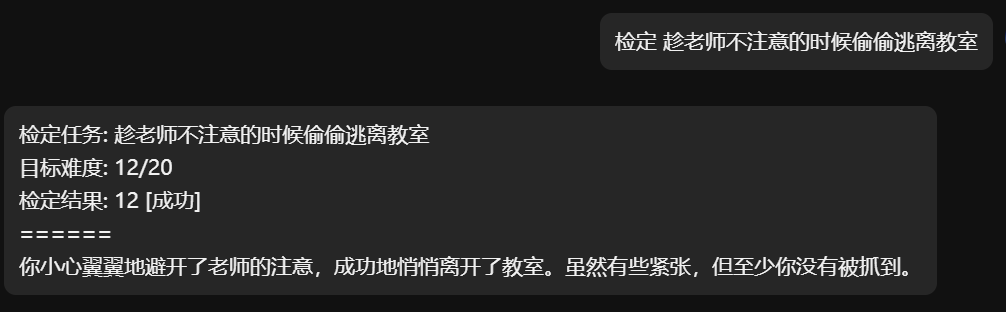 检定 趁老师不注意的时候偷偷逃离教室
检定任务: 趁老师不注意的时候偷偷逃离教室
目标难度: 12/20
检定结果: 12 [成功]
======
你小心翼翼地避开了老师的注意，成功地悄悄离开了教室。虽然有些紧张，但至少你没有被抓到。